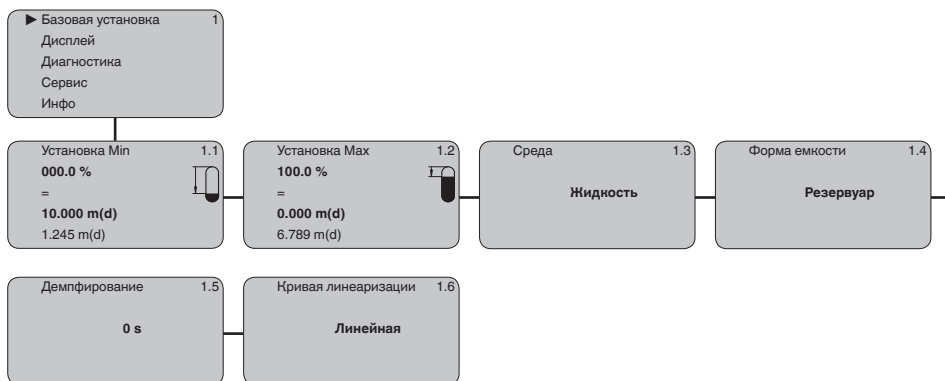 ▶ Базовая установка 1
Дисплей
Диагностика
Сервис
Инфо
Установка Min 1.1
000.0 %
=
10.000 m(d)
1.245 m(d)
Установка Max 1.2
100.0 %
=
0.000 m(d)
6.789 m(d)
Среда 1.3
Жидкость
Форма емкости 1.4
Резервуар
Демпфирование 1.5
0 s
Кривая линеаризации 1.6
Линейная